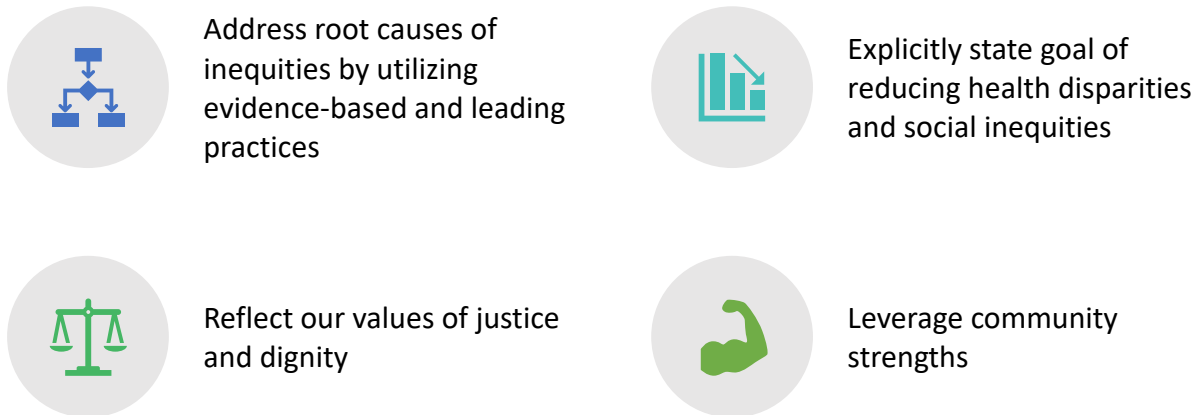 Address root causes of
inequities by utilizing
evidence-based and leading
practices
Explicitly state goal of
reducing health disparities
and social inequities
Reflect our values of justice
and dignity
Leverage community
strengths